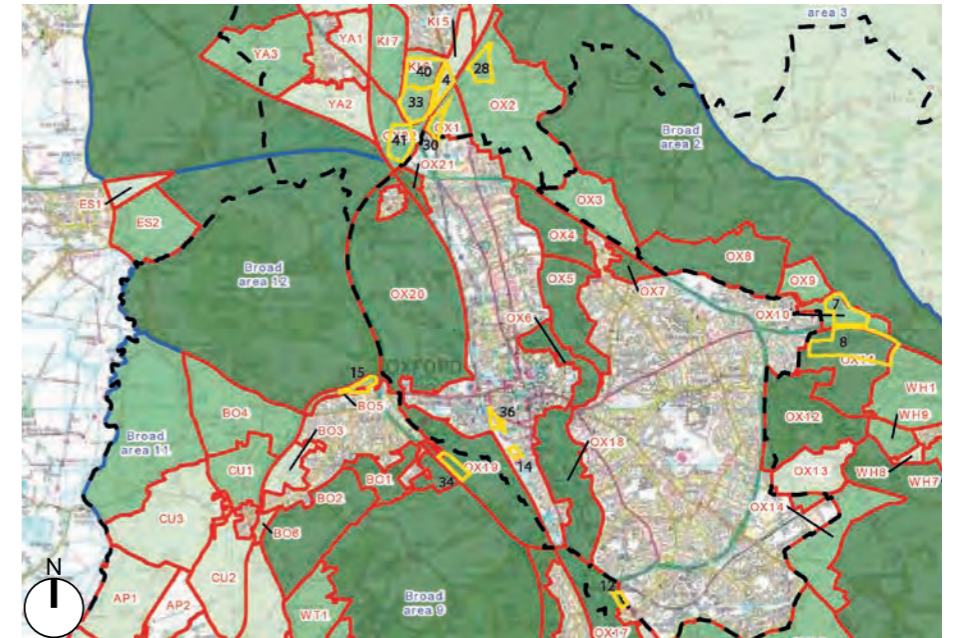 area 3
KI5
YA1
KI7
YA3
40
28
4
YA2
33
OX2
OX1
41
30
Broad
area 2
OX21
ES1
OX3
ES2
OX4
OX8
Broad
area 12
OX5
OX9
OX7
OX20
7
OX10
OX6
8
OXFORD
15
WH1
BO5
36
BO4
OX12
WH9
Broad
area 11
BO3
OX18
CU1
OX19
14
OX13
WH8
BO1
34
WH7
BO2
CU3
OX14
BO6
N
CU2
12
AP1
AP2
Broad
area 9
WT1
OX17